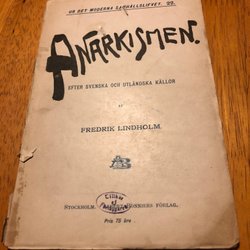 UR DET MODERNA SAMHÄLLSLIFVET. 99.
ANARKISMEN.
EFTER SVENSKA OCH UTLÄNDSKA KÄLLOR
AF
FREDRIK LINDHOLM.
STOCKHOLM. BONNIERS FÖRLAG.
Pris 75 öre